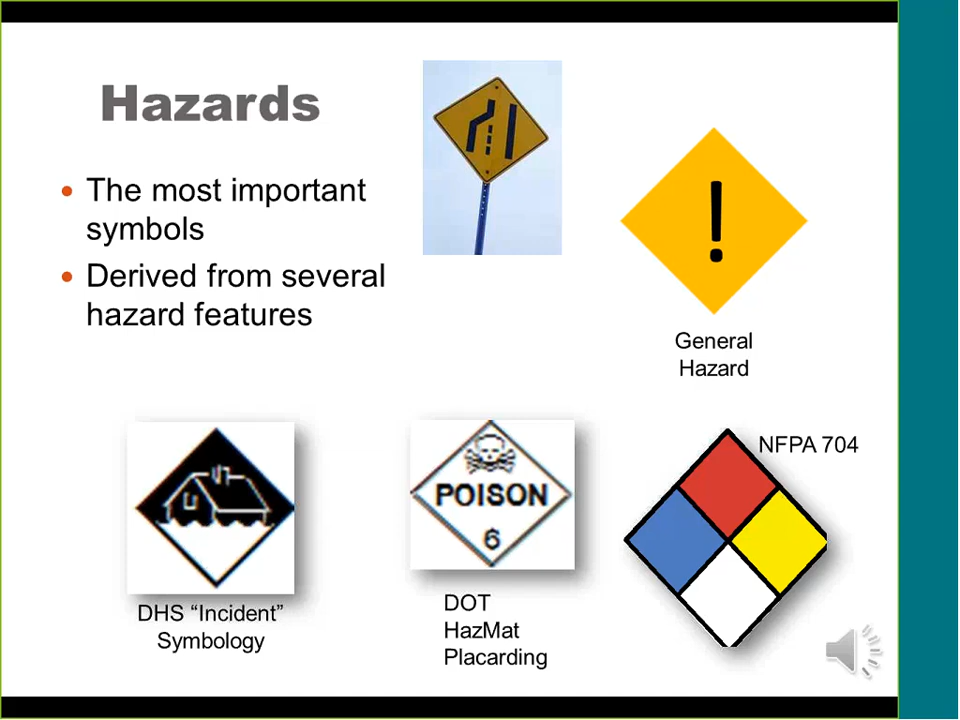 Hazards
The most important
symbols
Derived from several
hazard features
!
General
Hazard
POISON
6
NFPA 704
DHS “Incident”
Symbology
DOT
HazMat
Placarding